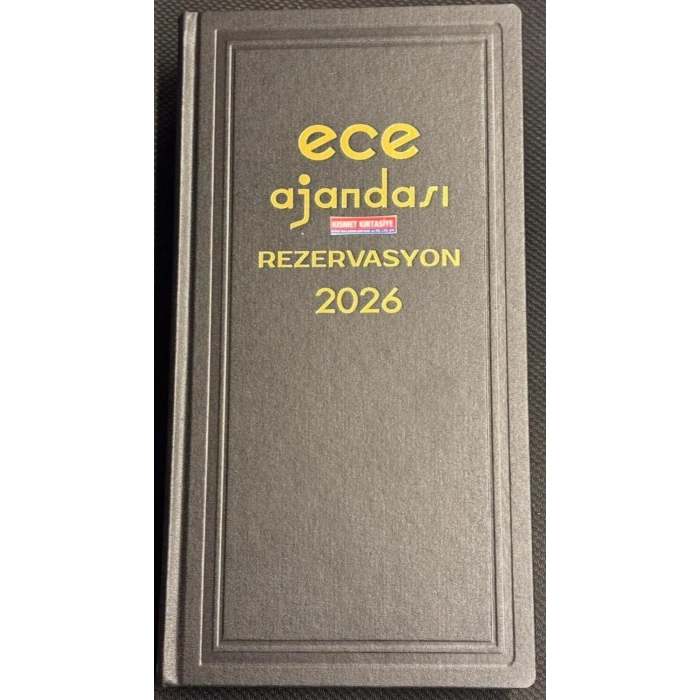 ece
ajandası
KISMET KIRTASİYE
REZERVASYON
2026